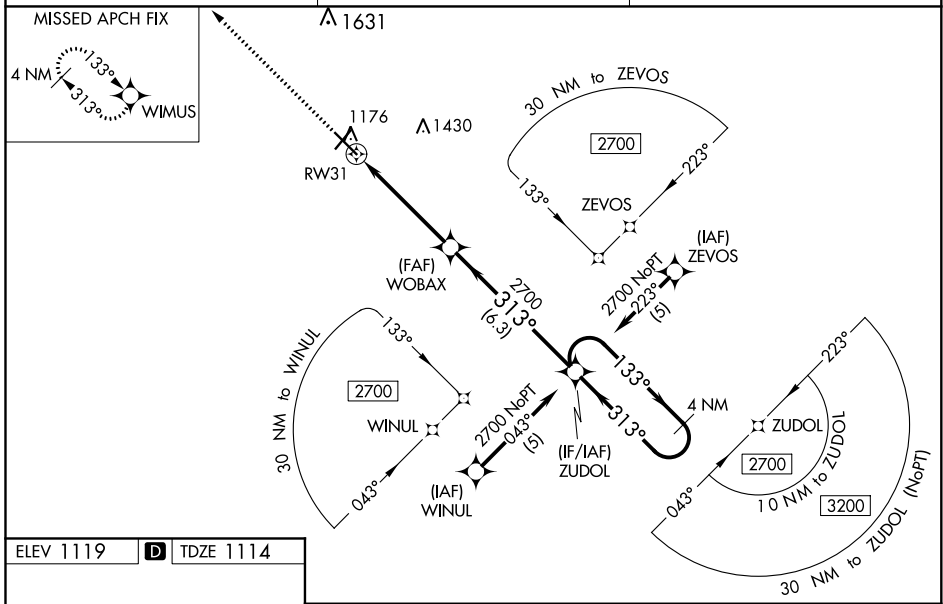 MISSED APCH FIX
4 NM
133°
313°
WIMUS
1631
1176
1430
RW31
30 NM to ZEVOS
2700
133°
223°
ZEVOS
(IAF)
ZEVOS
2700 NoPT
223°
(5)
(FAF)
WOBAX
2700
313°
(6.3)
30 NM to WINUL
133°
2700
WINUL
043°
2700 NoPT
043°
(5)
(IAF)
WINUL
(IF/IAF)
ZUDOL
133°
313°
4 NM
223°
ZUDOL
2700
10 NM to ZUDOL
043°
3200
30 NM to ZUDOL (NoPT)
ELEV 1119 D TDZE 1114